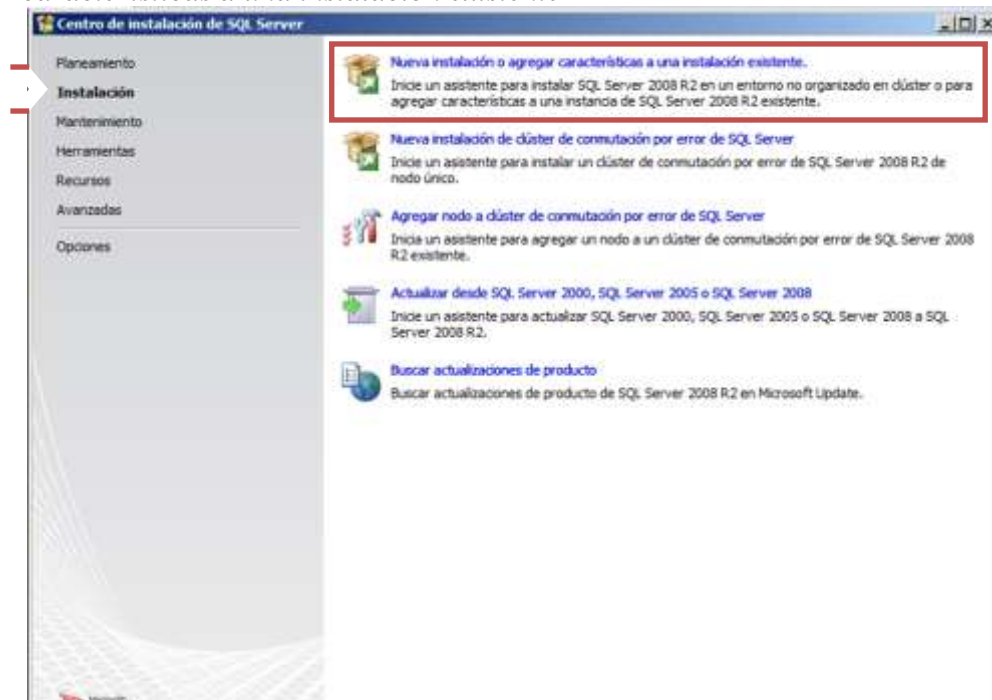 características a una instalación existente
Centro de instalación de SQL Server
Planeamiento
Instalación
Mantenimiento
Herramientas
Recursos
Avanzadas
Opciones
Nueva instalación o agregar características a una instalación existente.
Inicie un asistente para instalar SQL Server 2008 R2 en un entorno no organizado en clúster o para
agregar características a una instancia de SQL Server 2008 R2 existente.
Nueva instalación de clúster de conmutación por error de SQL Server
Inicie un asistente para instalar un clúster de conmutación por error de SQL Server 2008 R2 de
nodo único.
Agregar nodo a clúster de conmutación por error de SQL Server
Inicia un asistente para agregar un nodo a un clúster de conmutación por error de SQL Server 2008
R2 existente.
Actualizar desde SQL Server 2000, SQL Server 2005 o SQL Server 2008
Inicie un asistente para actualizar SQL Server 2000, SQL Server 2005 o SQL Server 2008 a SQL
Server 2008 R2.
Buscar actualizaciones de producto
Buscar actualizaciones de producto de SQL Server 2008 R2 en Microsoft Update.